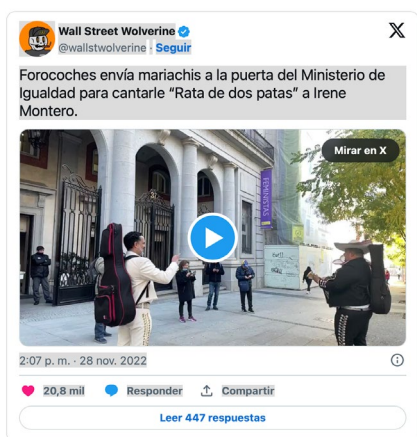 Wall Street Wolverine
@wallstwolverine · Seguir
Forocoches envía mariachis a la puerta del Ministerio de
Igualdad para cantarle “Rata de dos patas” a Irene
Montero.
Mirar en X
FEMINISTAS
2:07 p. m. · 28 nov. 2022
20,8 mil Responder Compartir
Leer 447 respuestas